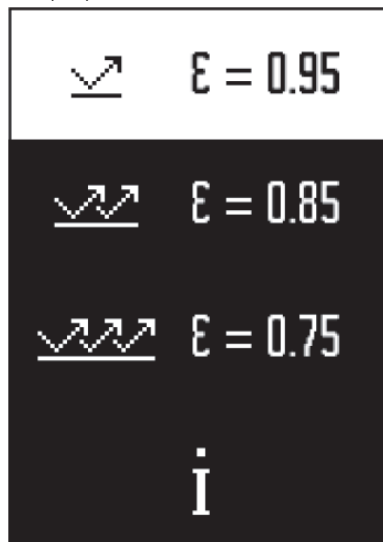 ε = 0.95
ε = 0.85
ε = 0.75
i